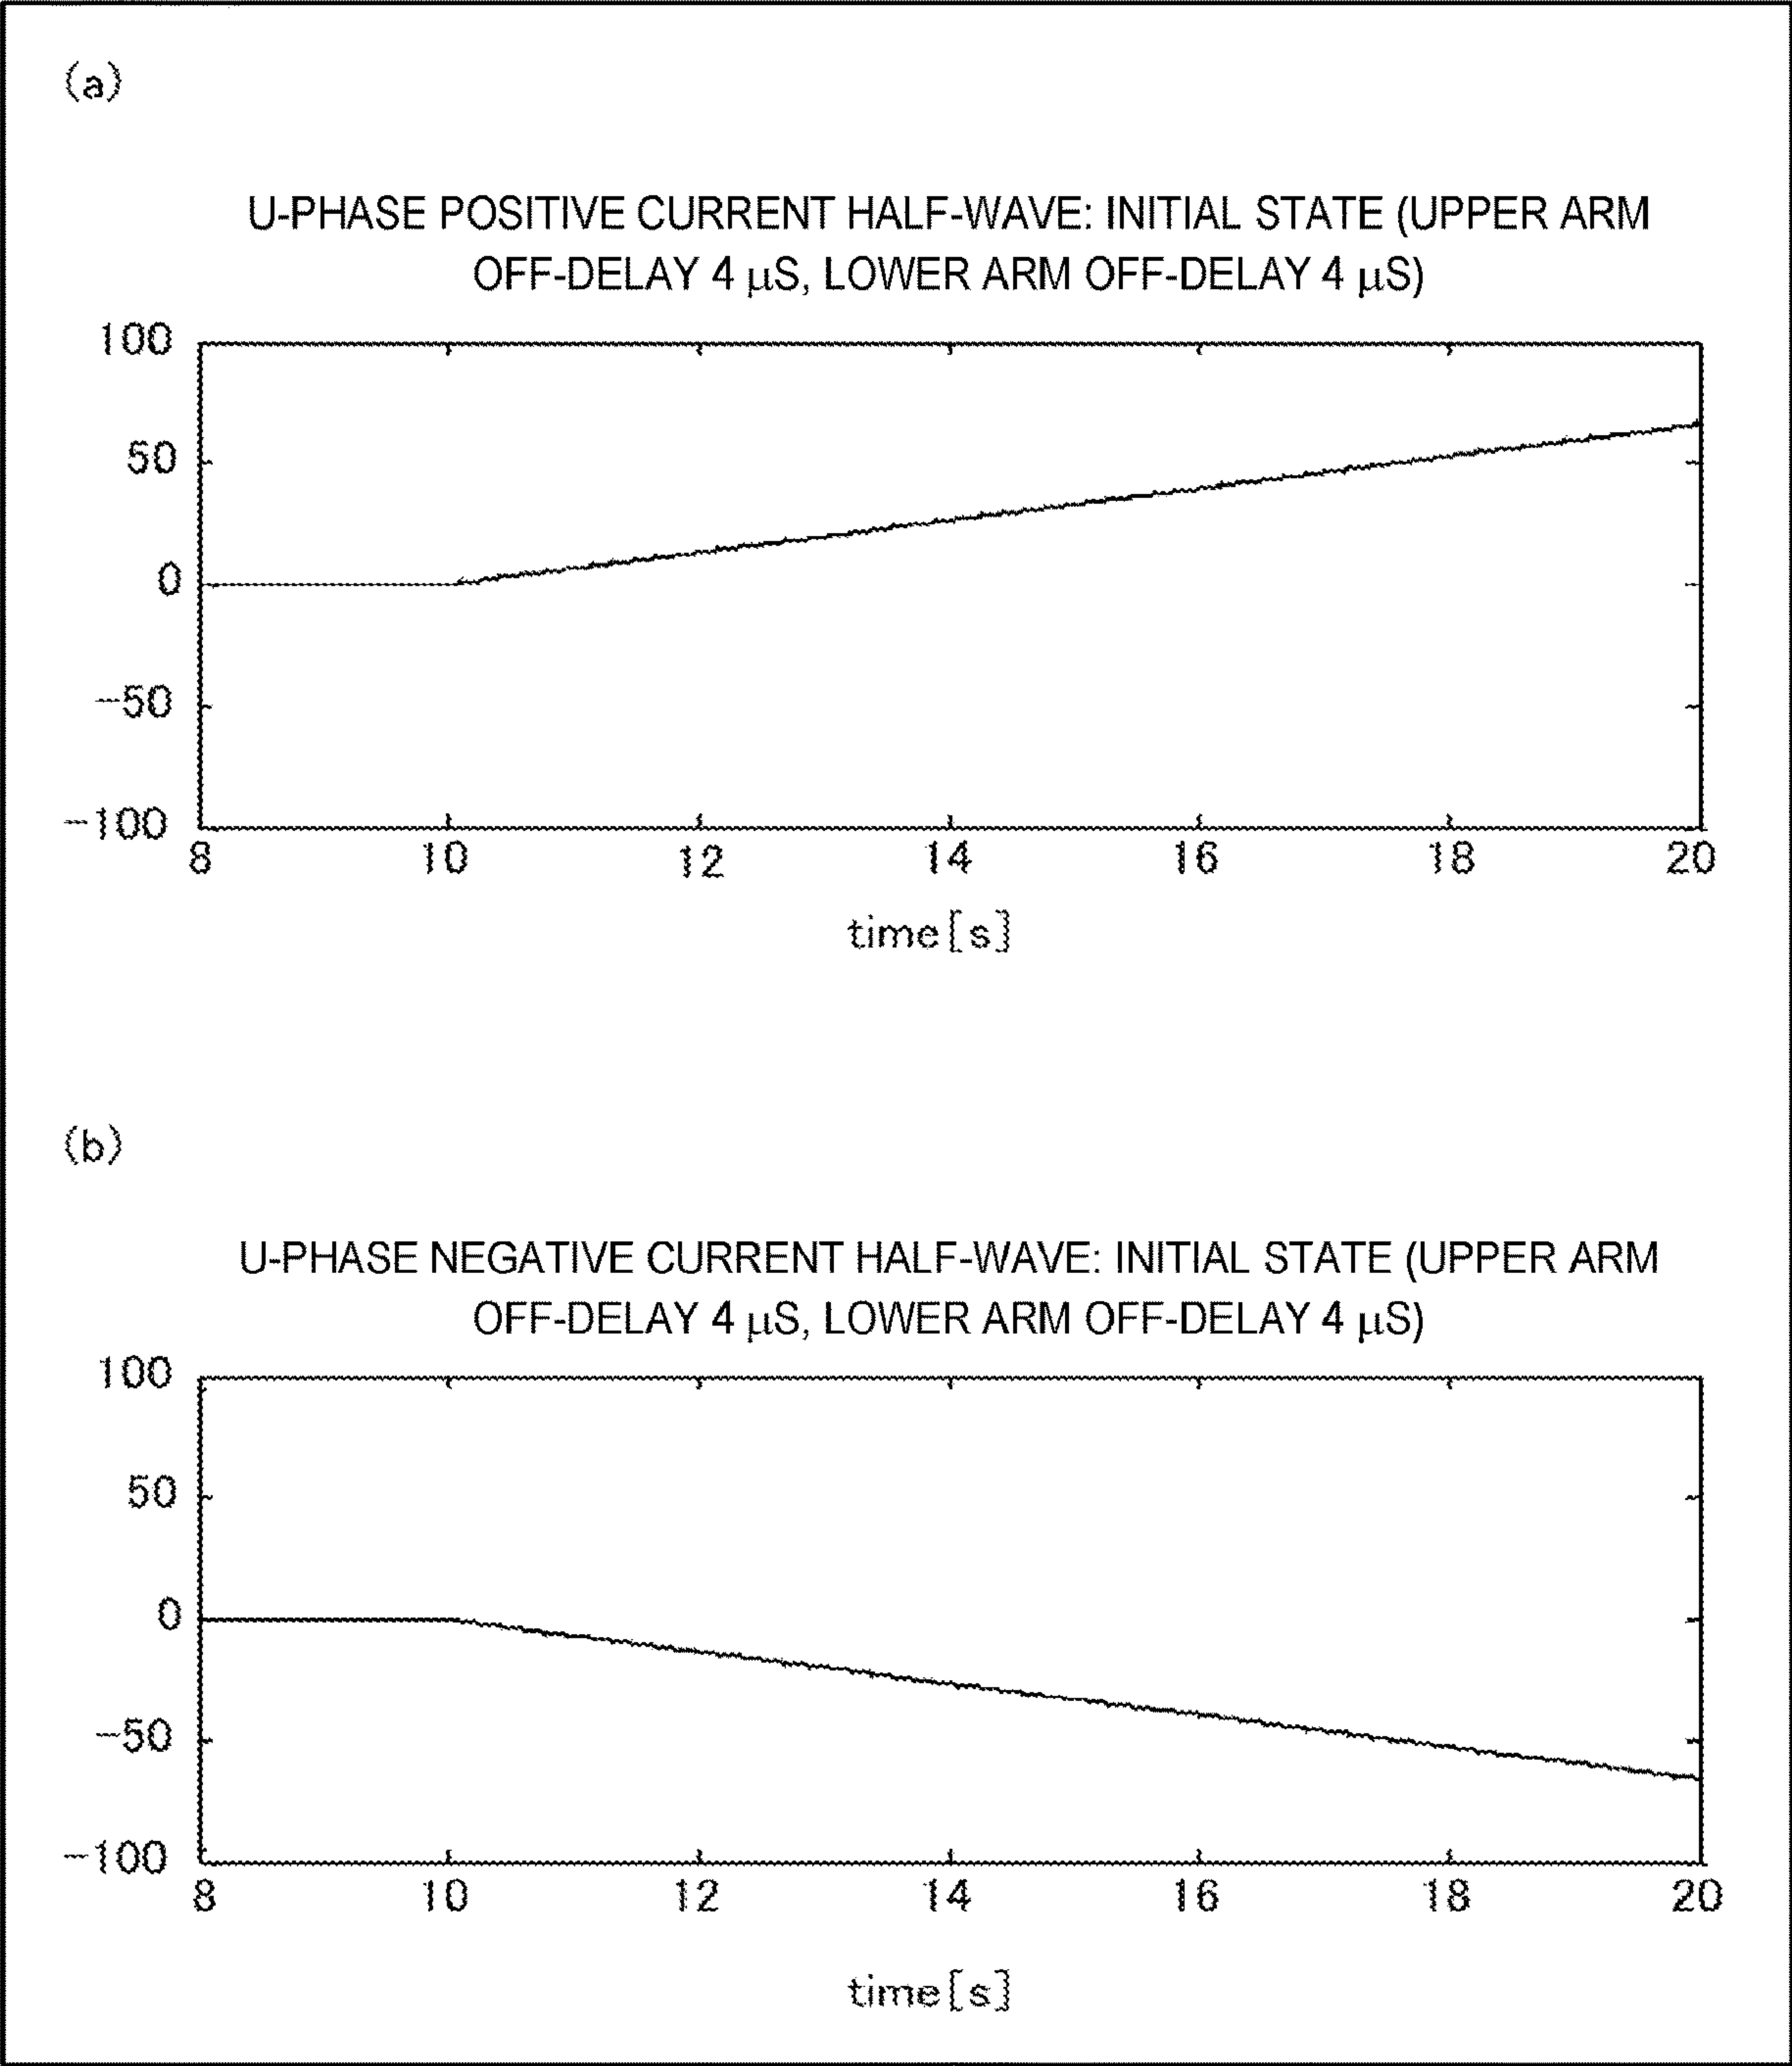 (a)
U-PHASE POSITIVE CURRENT HALF-WAVE: INITIAL STATE (UPPER ARM
OFF-DELAY 4 μS, LOWER ARM OFF-DELAY 4 μS)
100
50
0
-50
-100
8 10 12 14 16 18 20
time[s]
(b)
U-PHASE NEGATIVE CURRENT HALF-WAVE: INITIAL STATE (UPPER ARM
OFF-DELAY 4 μS, LOWER ARM OFF-DELAY 4 μS)
100
50
0
-50
-100
8 10 12 14 16 18 20
time[s]